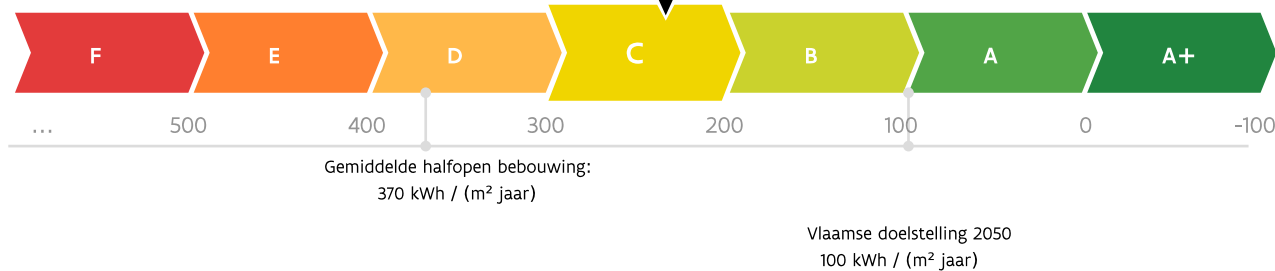 F E D C B A A+
... 500 400 300 200 100 0 -100
Gemiddelde halfopen bebouwing:
370 kWh / (m² jaar)
Vlaamse doelstelling 2050
100 kWh / (m² jaar)